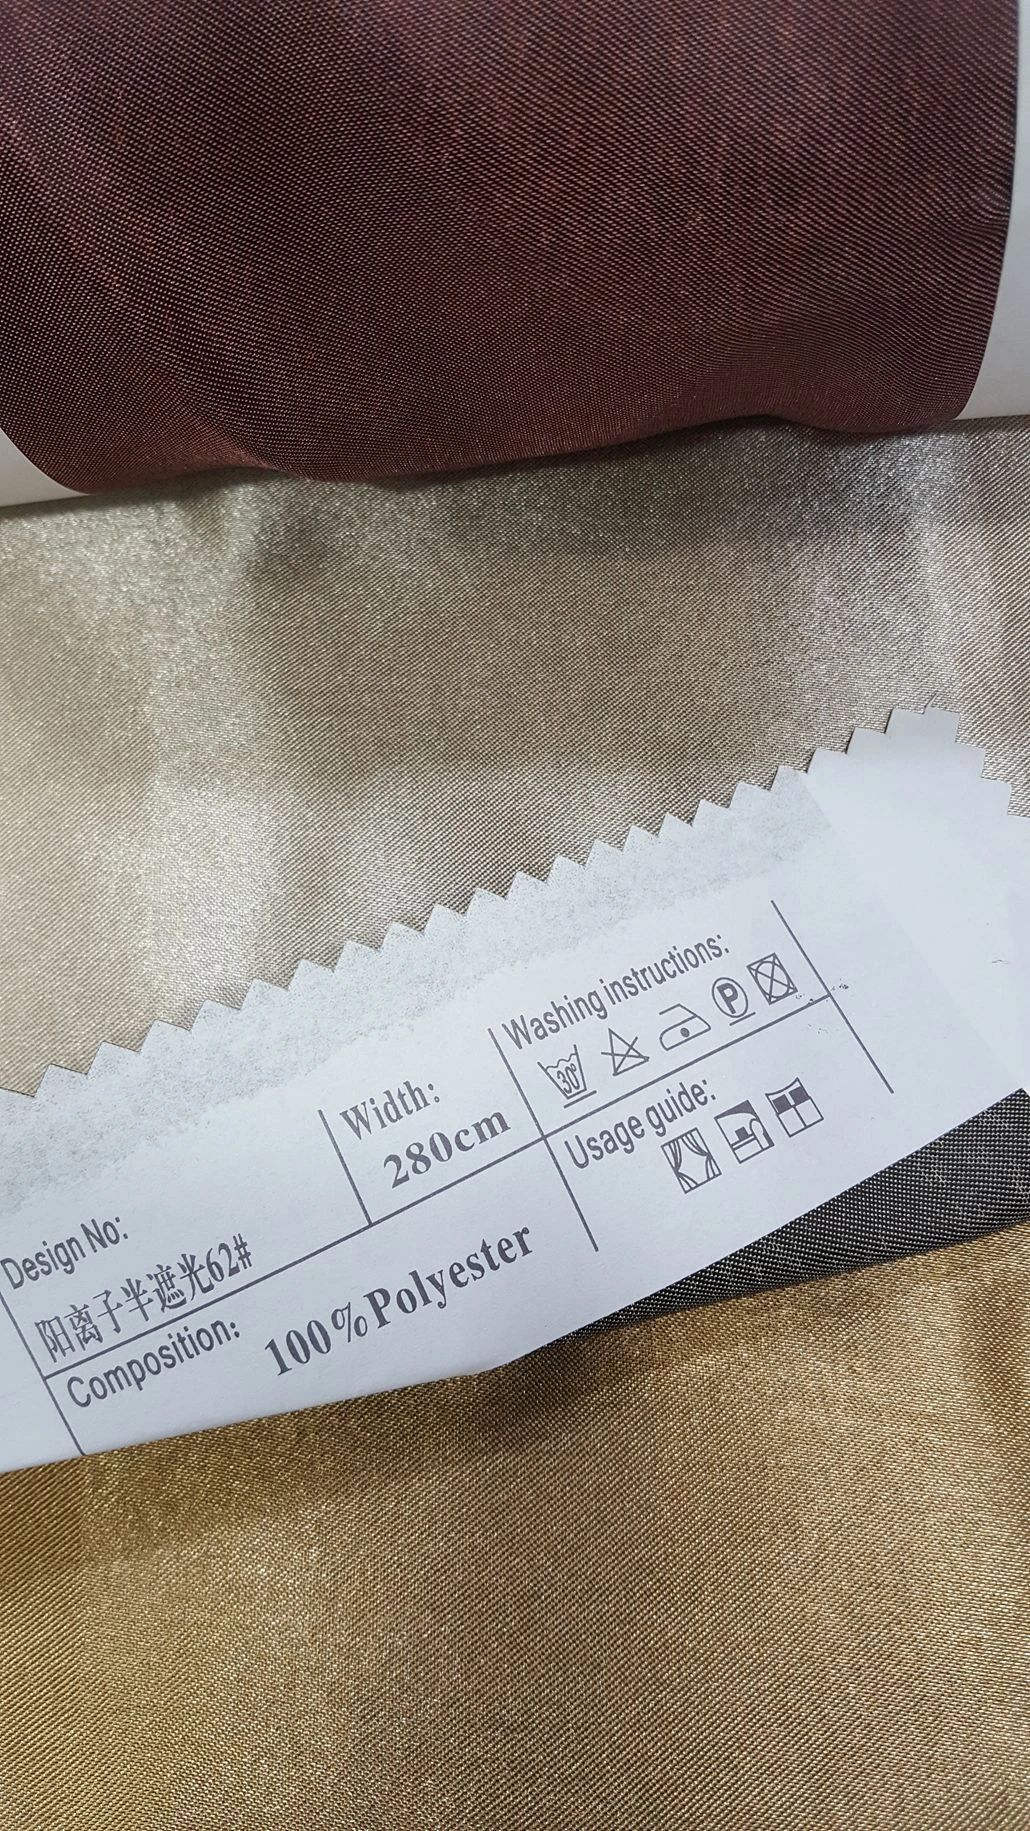 Design No:
阳离子半遮光62#
Width:
280cm
Washing instructions:
30°
P
Composition:
100%Polyester
Usage guide: